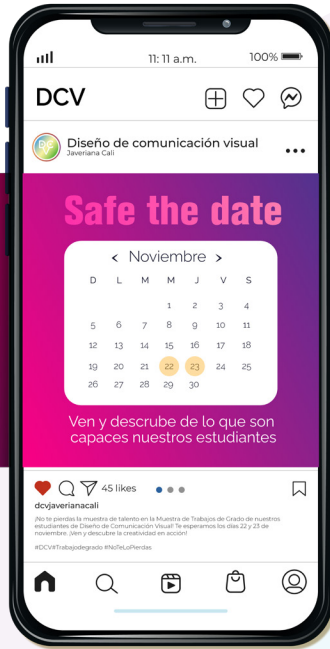 11: 11 a.m.
100%
DCV
Diseño de comunicación visual
Javeriana Cali
Safe the date
< Noviembre >
D L M M J V S
1 2 3 4
5 6 7 8 9 10 11
12 13 14 15 16 17 18
19 20 21 22 23 24 25
26 27 28 29 30
Ven y descrube de lo que son
capaces nuestros estudiantes
45 likes
dcvjaverianacali
¡No te pierdas la muestra de talento en la Muestra de Trabajos de Grado de nuestros
estudiantes de Diseño de Comunicación Visual! Te esperamos los días 22 y 23 de
noviembre. ¡Ven y descubre la creatividad en acción!
#DCV#Trabajodegrado #NoTeLoPierdas